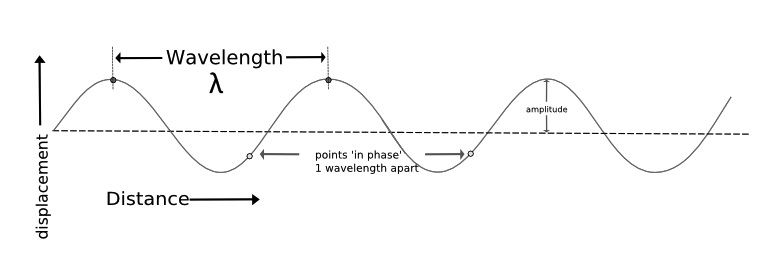 Wavelength
λ
amplitude
points 'in phase'
1 wavelength apart
displacement
Distance